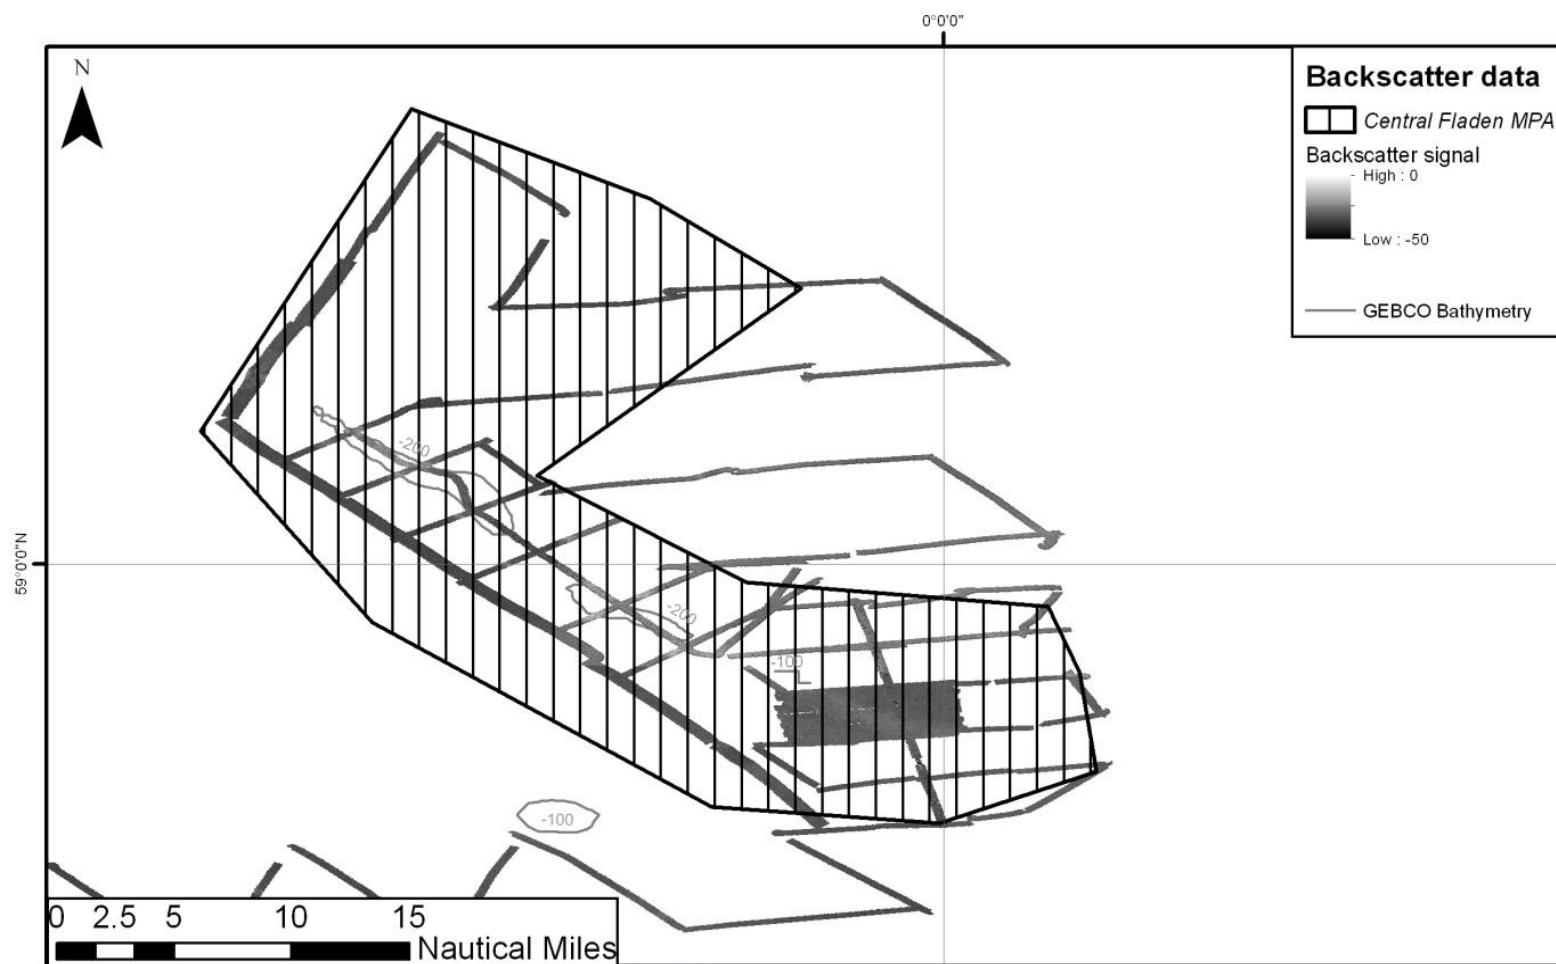 0°0'0"
N
Backscatter data
Central Fladen MPA
Backscatter signal
High : 0
Low : -50
GEBCO Bathymetry
-200
59°0'0"N
-200
-100
-100
0 2.5 5 10 15
Nautical Miles